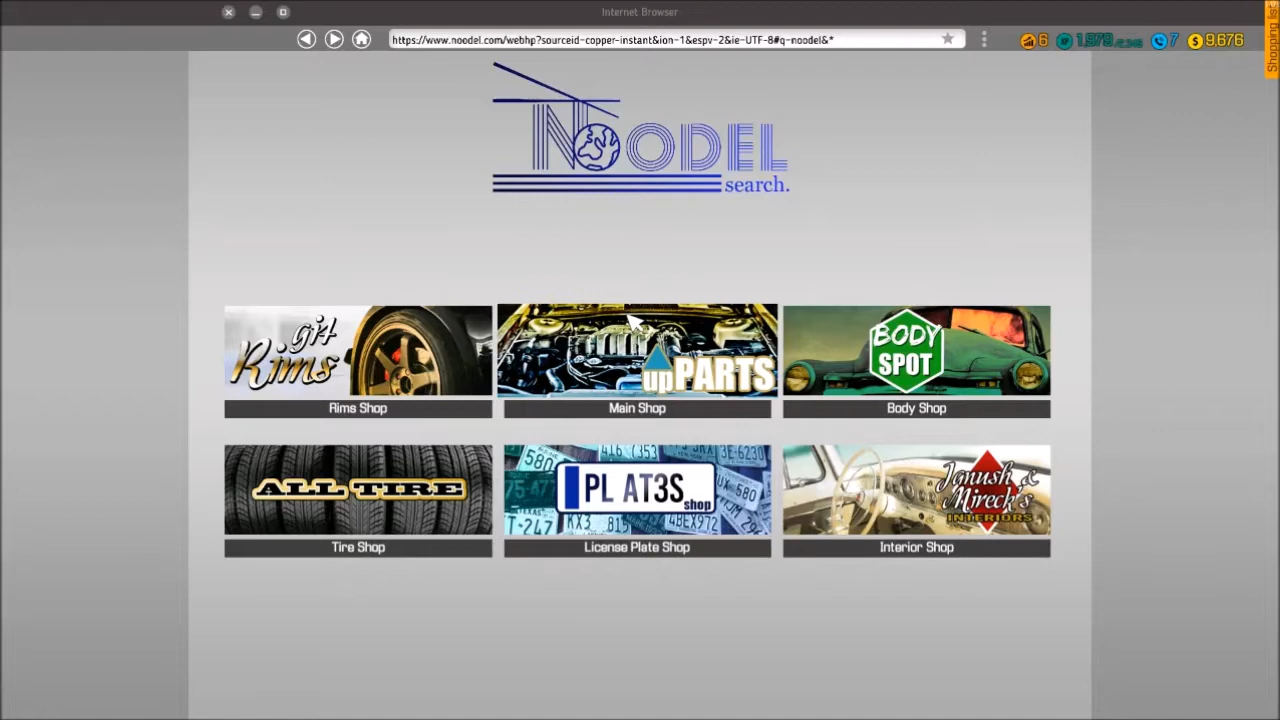 Internet Browser
https://www.noodel.com/webhp?sourceid-copper-instant&ion-1&espv-2&ie-UTF-8#q-noodel&*
6
7
9,676
Shopping list
NOODEL
search.
git
Rims
upPARTS
BODY
SPOT
Rims Shop
Main Shop
Body Shop
ALL TIRE
PL AT3S
shop
Janush &
Mireck's
INTERIORS
Tire Shop
License Plate Shop
Interior Shop